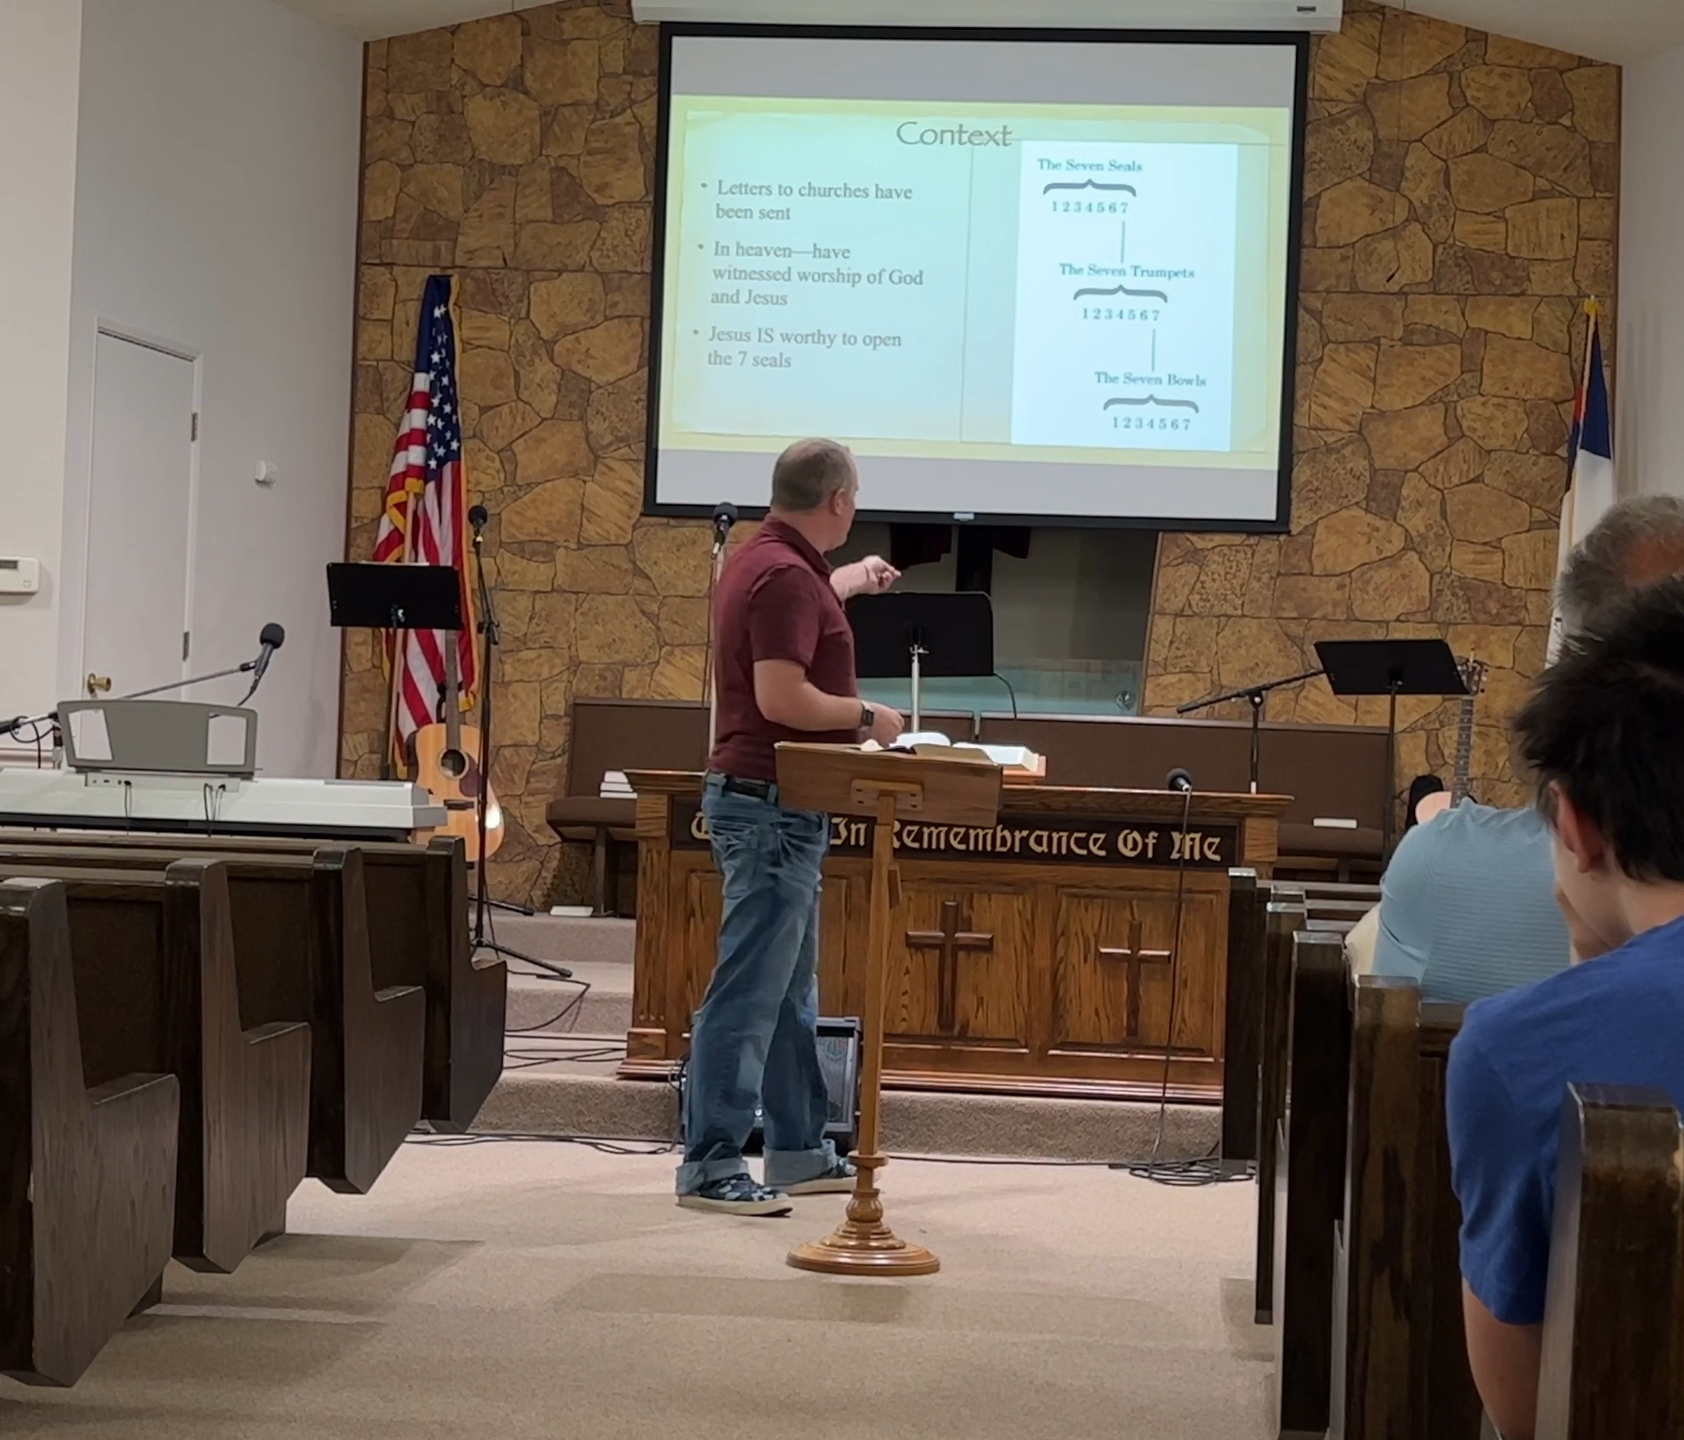 Context
• Letters to churches have
been sent
• In heaven—have
witnessed worship of God
and Jesus
• Jesus IS worthy to open
the 7 seals
The Seven Seals
1 2 3 4 5 6 7
The Seven Trumpets
1 2 3 4 5 6 7
The Seven Bowls
1 2 3 4 5 6 7
In Remembrance Of Me